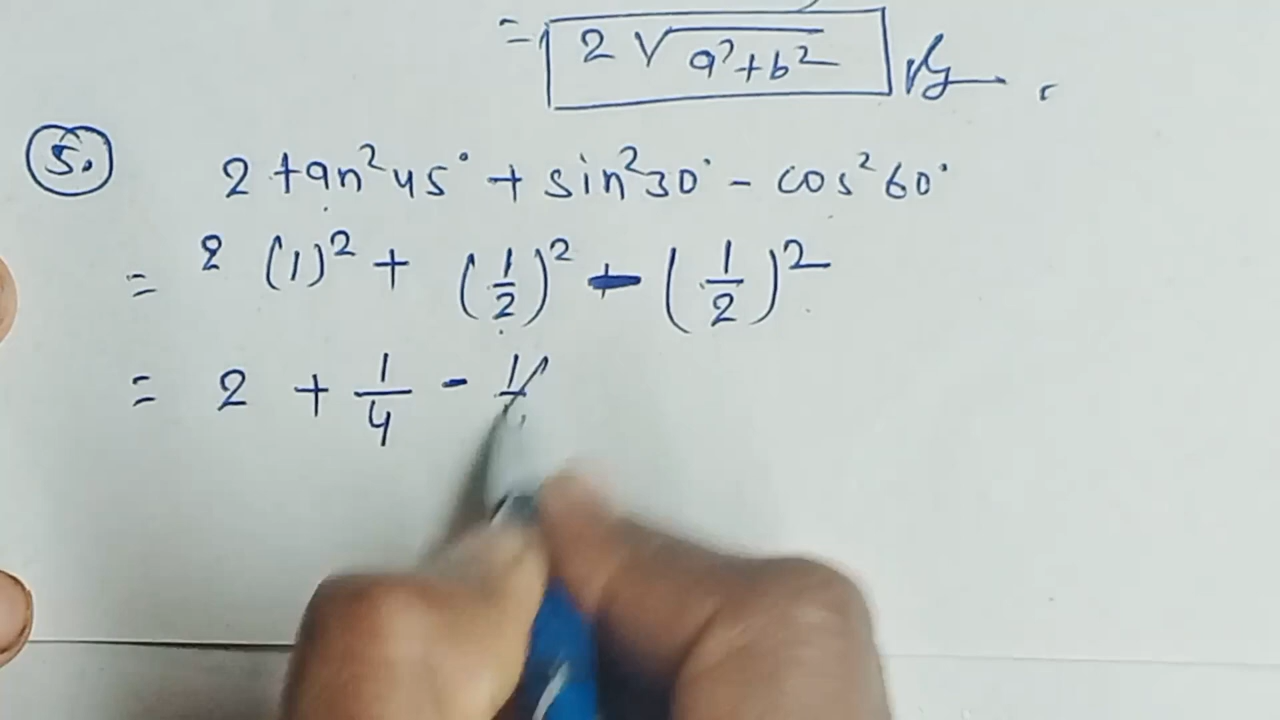 = 2 √a²+b²
5. 2 tan²45° + sin²30° - cos²60°
= 2 (1)² + (1/2)² - (1/2)²
= 2 + 1/4 - 1/